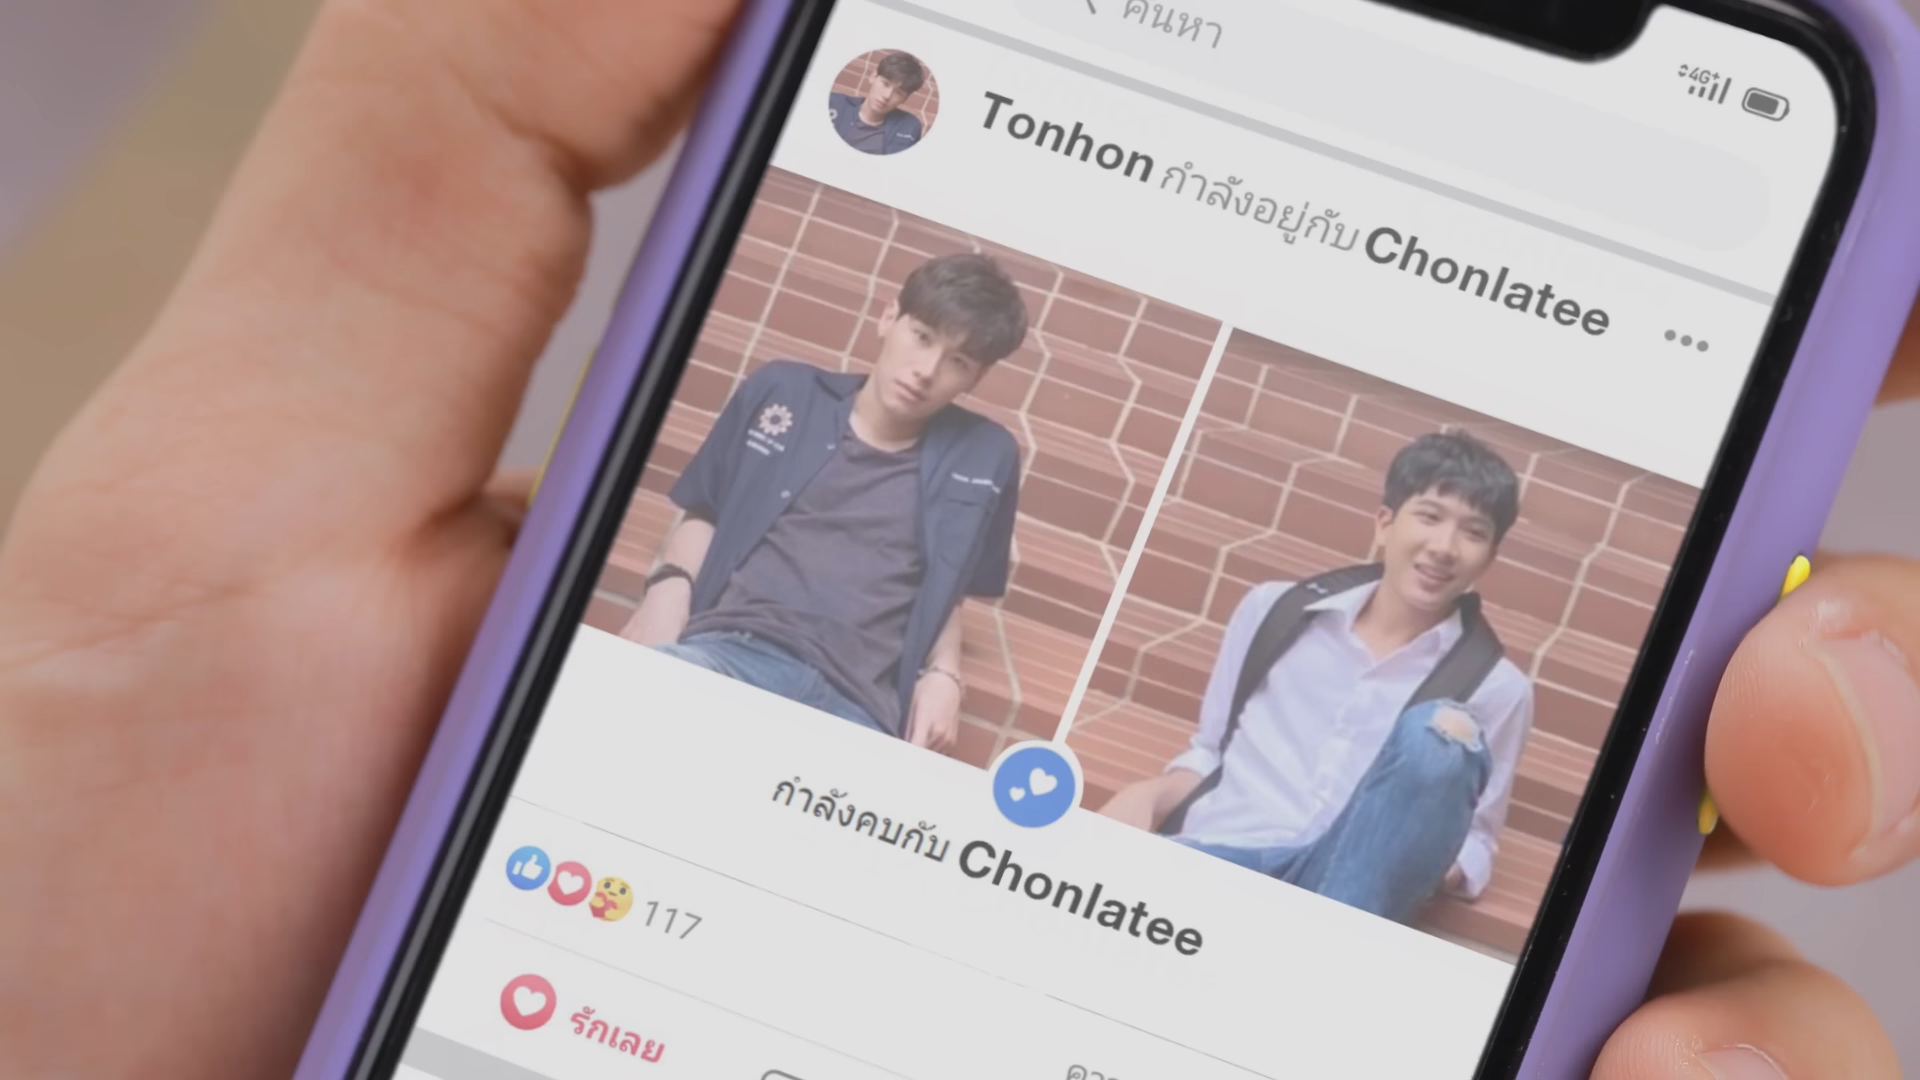 ค้นหา
4G+
Tonhon กำลังอยู่กับ Chonlatee
กำลังคบกับ Chonlatee
117
รักเลย